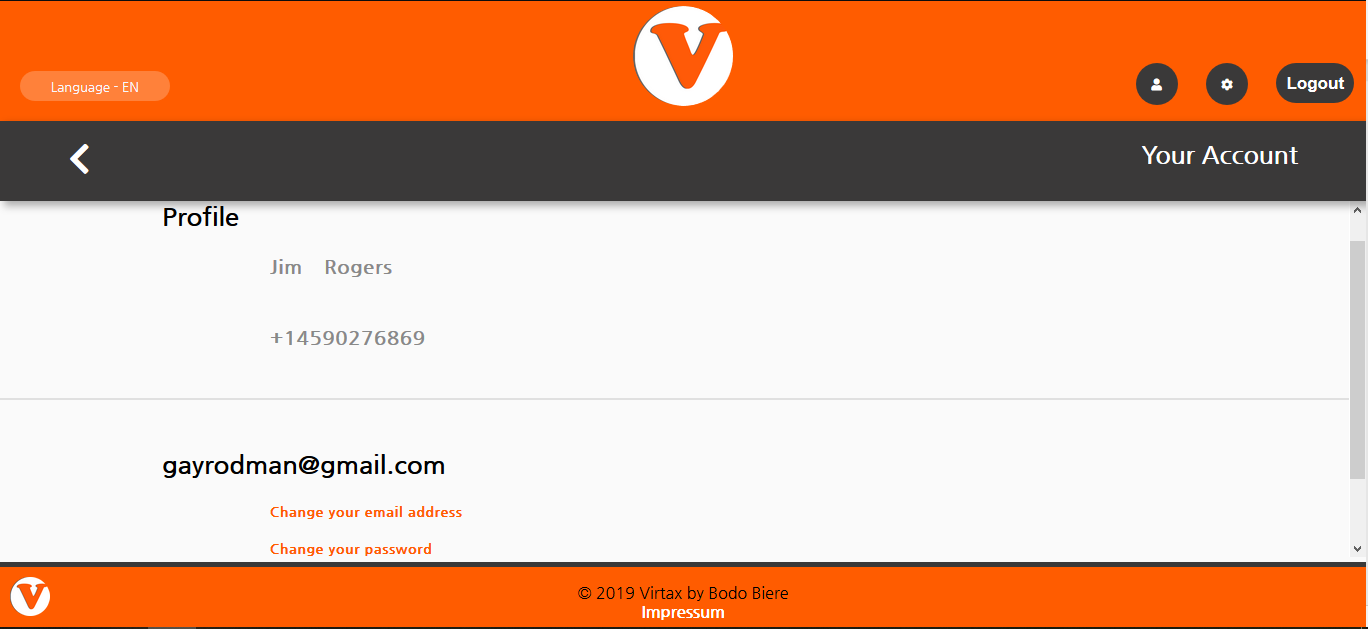 V
Language - EN
Logout
Your Account
Profile
Jim Rogers
+14590276869
gayrodman@gmail.com
Change your email address
Change your password
V
© 2019 Virtax by Bodo Biere
Impressum